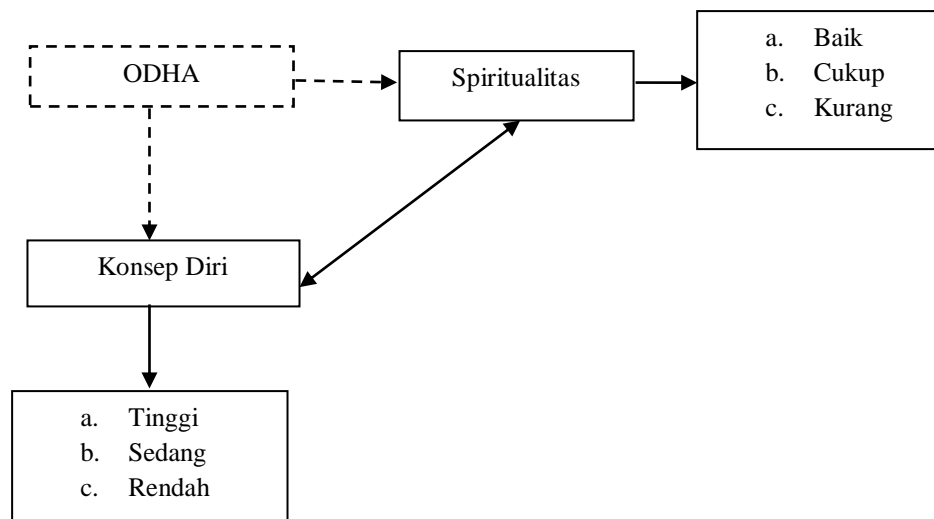 ODHA
Spiritualitas
a. Baik
b. Cukup
c. Kurang
Konsep Diri
a. Tinggi
b. Sedang
c. Rendah